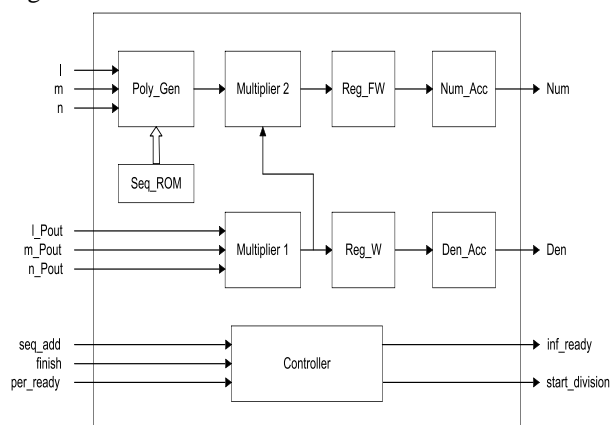 l
m
n
Poly_Gen
Multiplier 2
Reg_FW
Num_Acc
Num
Seq_ROM
l_Pout
m_Pout
n_Pout
Multiplier 1
Reg_W
Den_Acc
Den
seq_add
finish
per_ready
Controller
inf_ready
start_division